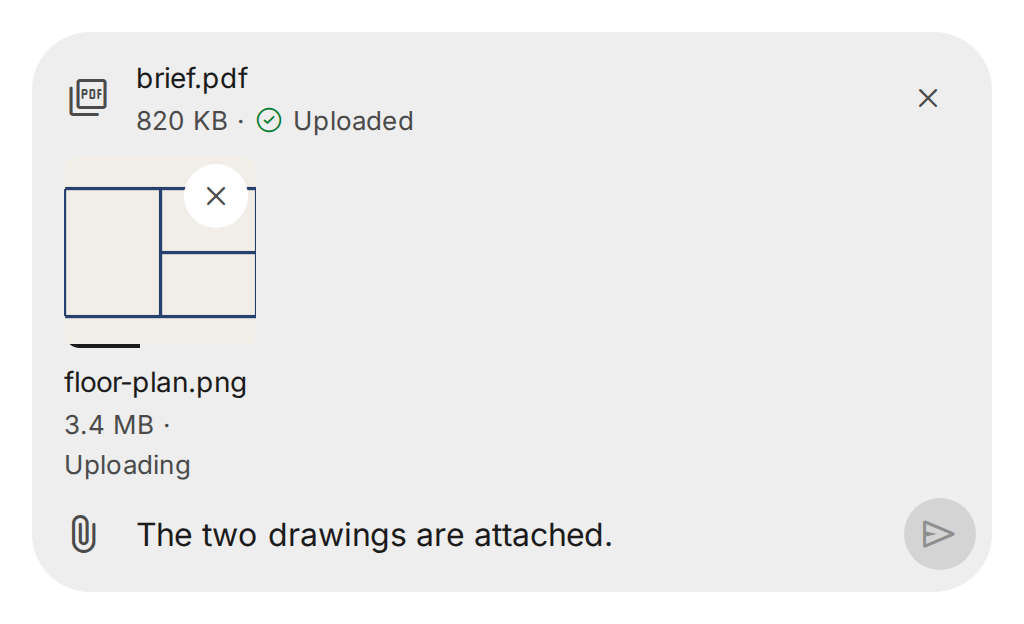 PDF
brief.pdf
820 KB · Uploaded
floor-plan.png
3.4 MB ·
Uploading
The two drawings are attached.